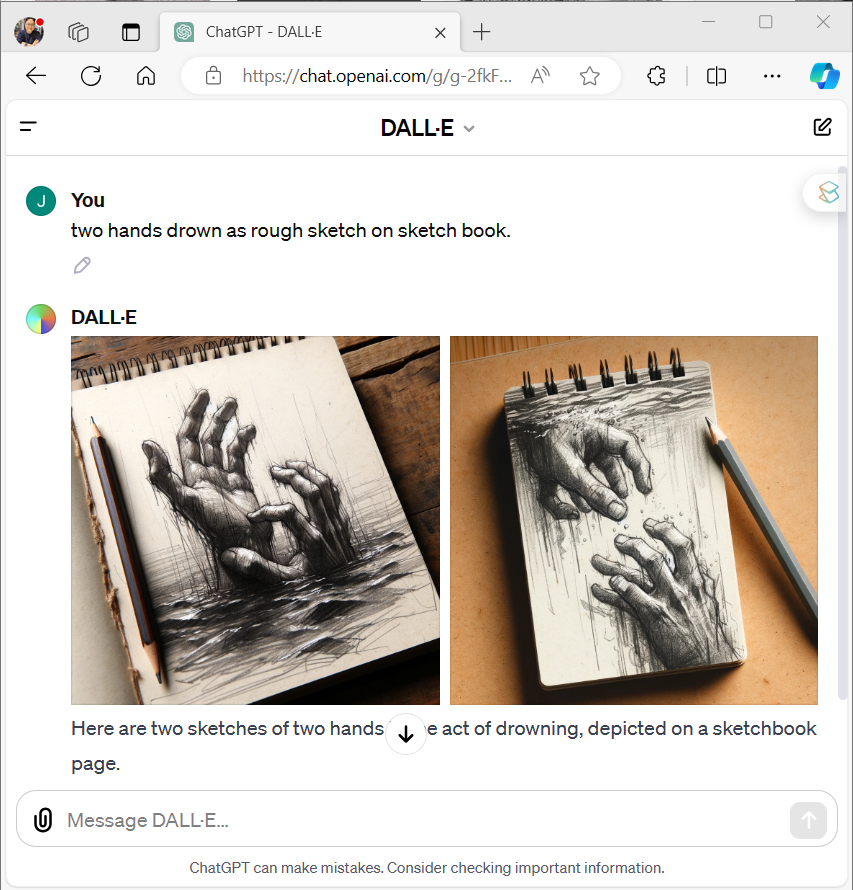 ChatGPT - DALL·E
https://chat.openai.com/g/g-2fkF...
DALL·E
J
You
two hands drown as rough sketch on sketch book.
DALL·E
Here are two sketches of two hands e act of drowning, depicted on a sketchbook
page.
Message DALL·E...
ChatGPT can make mistakes. Consider checking important information.